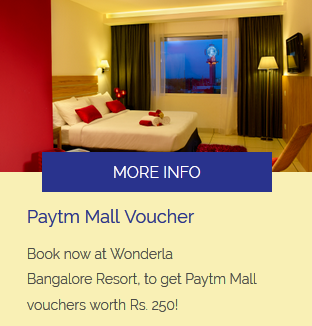 MORE INFO
Paytm Mall Voucher
Book now at Wonderla
Bangalore Resort, to get Paytm Mall
vouchers worth Rs. 250!